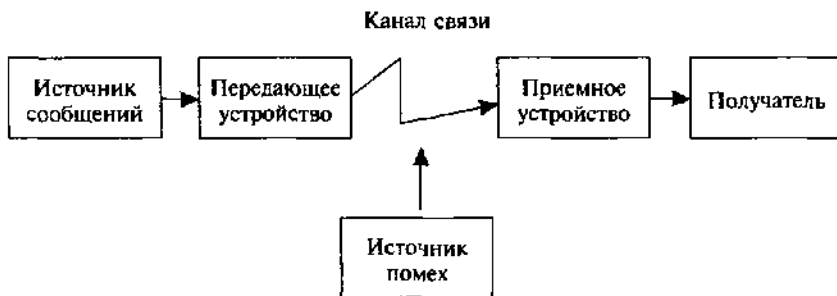 Канал связи
Источник
сообщений
Передающее
устройство
Приемное
устройство
Получатель
Источник
помех